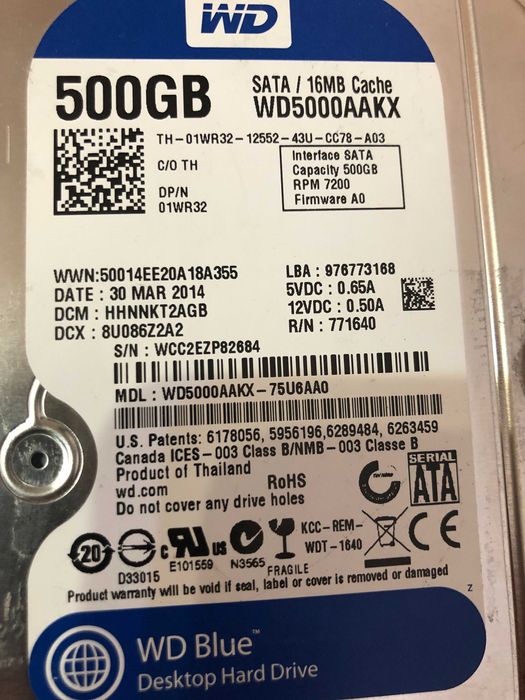 WD
500GB
SATA / 16MB Cache
WD5000AAKX
TH-01WR32-12552-43U-CC78-A03
C/O TH
DP/N
01WR32
Interface SATA
Capacity 500GB
RPM 7200
Firmware A0
WWN:50014EE20A18A355
DATE : 30 MAR 2014
DCM : HHNNKT2AGB
DCX : 8U086Z2A2
LBA : 976773168
5VDC : 0.65A
12VDC : 0.50A
R/N : 771640
S/N : WCC2EZP82684
MDL : WD5000AAKX-75U6AA0
U.S. Patents: 6178056, 5956196,6289484, 6263459
Canada ICES-003 Class B/NMB-003 Classe B
Product of Thailand
wd.com
RoHS
Do not cover any drive holes
SERIAL
ATA
20
D33015
c RU us
E101559
N3565
FRAGILE
KCC-REM-
WDT-1640
CE
Product warranty will be void if seal, label or cover is removed or damaged
Z
WD Blue™
Desktop Hard Drive